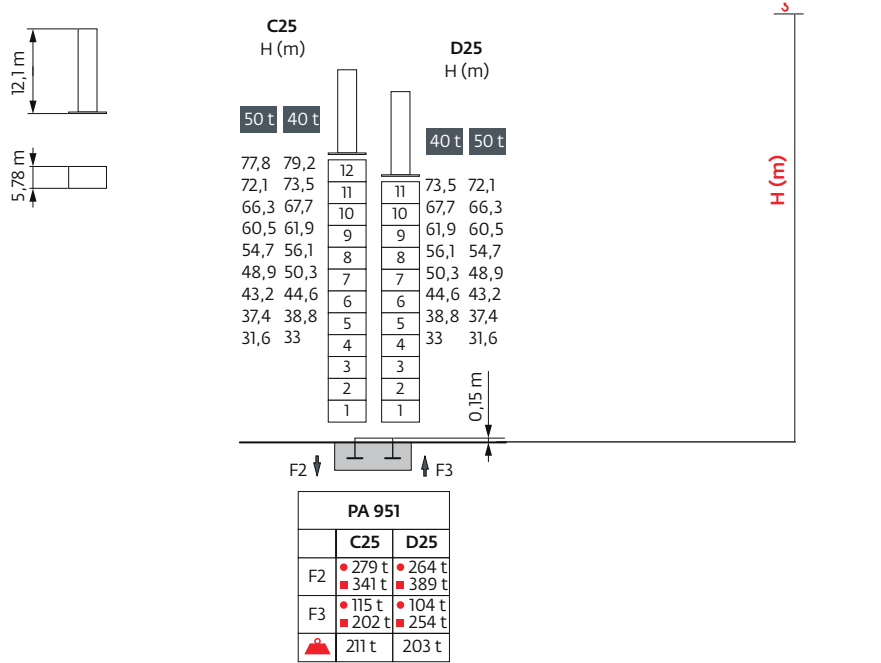 C25
H (m)
D25
H (m)
12,1 m
5,78 m
50 t 40 t
40 t 50 t
77,8 79,2 12
72,1 73,5 11 11 73,5 72,1
66,3 67,7 10 10 67,7 66,3
60,5 61,9 9 9 61,9 60,5
54,7 56,1 8 8 56,1 54,7
48,9 50,3 7 7 50,3 48,9
43,2 44,6 6 6 44,6 43,2
37,4 38,8 5 5 38,8 37,4
31,6 33 4 4 33 31,6
3 3
2 2
1 1
0,15 m
H (m)
F2 F3
PA 951
C25 D25
F2 279 t 264 t
341 t 389 t
F3 115 t 104 t
202 t 254 t
211 t 203 t